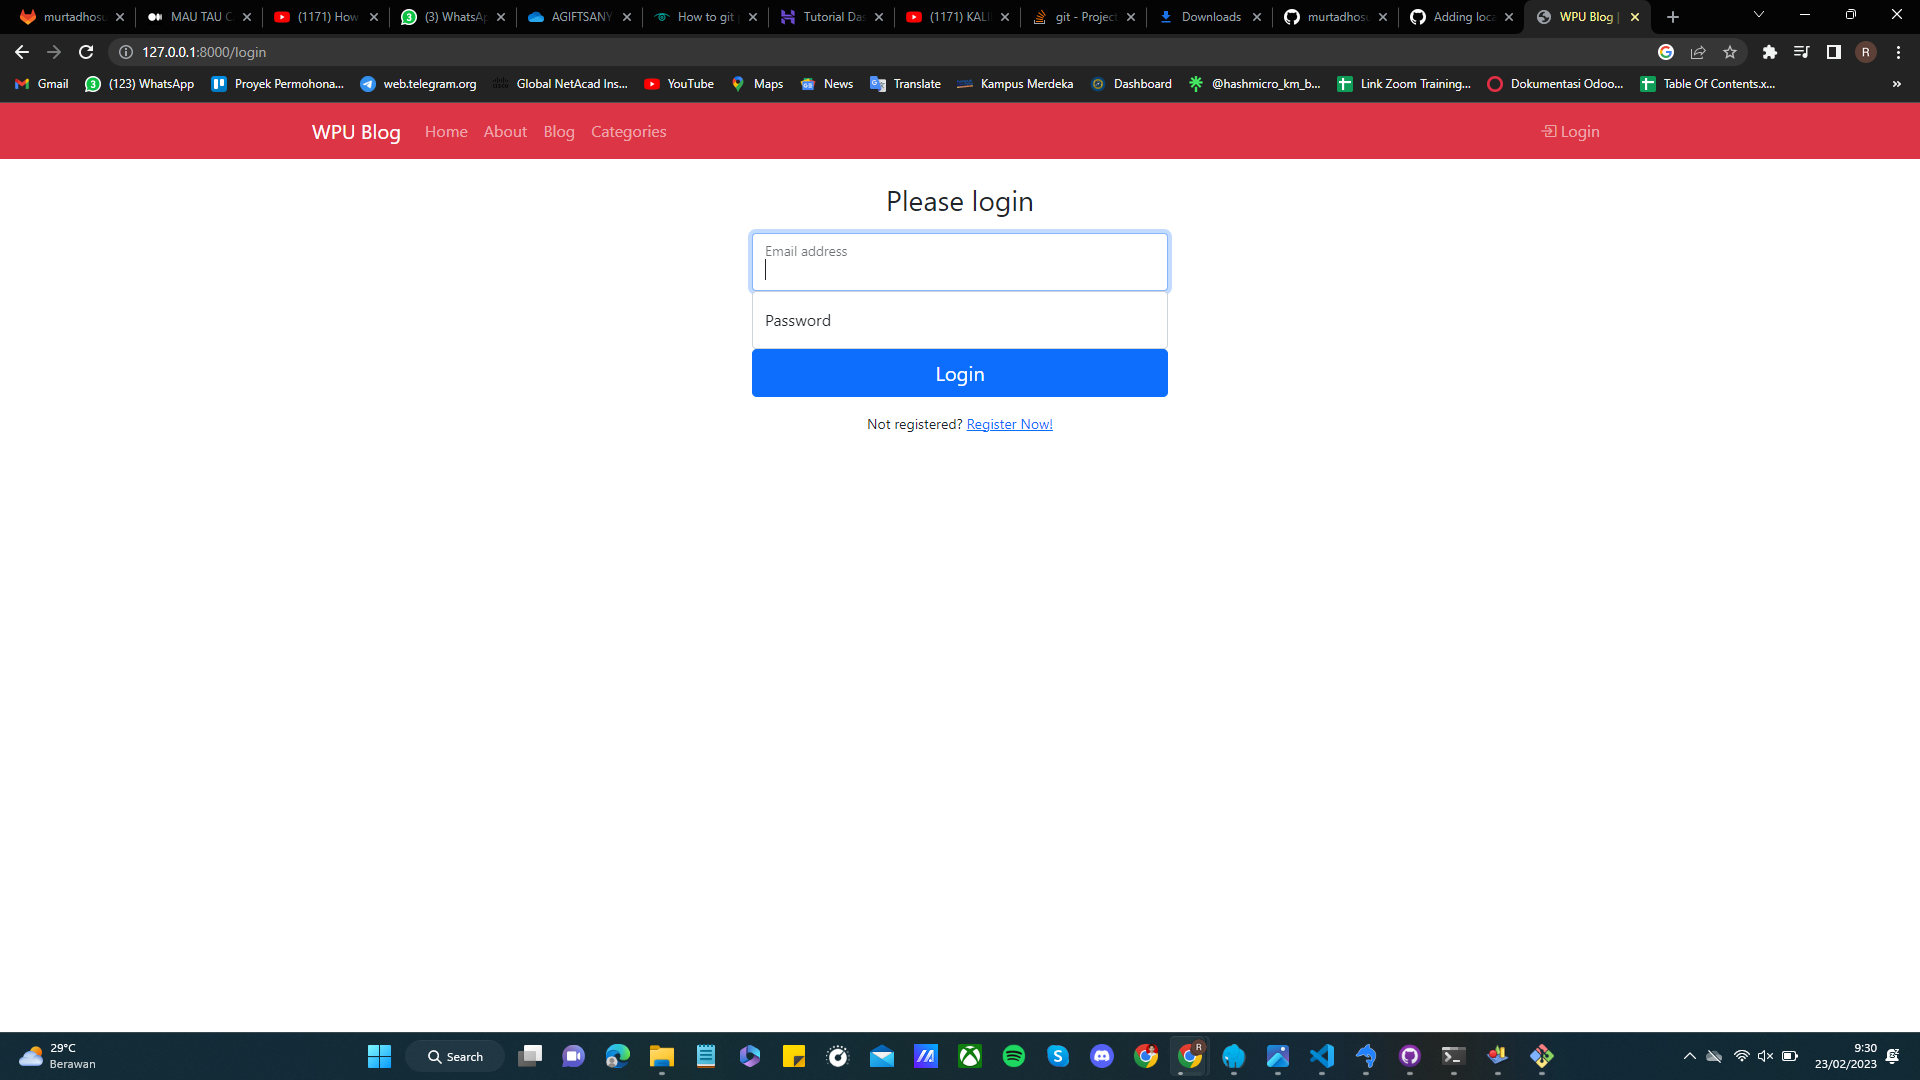 murtadhos
MAU TAU C
(1171) How
(3) WhatsAp
AGIFTSANY
How to git
Tutorial Das
(1171) KALI
git - Project
Downloads
murtadhos
Adding loca
WPU Blog |
127.0.0.1:8000/login
R
Gmail
(123) WhatsApp
Proyek Permohona...
web.telegram.org
Global NetAcad Ins...
YouTube
Maps
News
Translate
Kampus Merdeka
Dashboard
@hashmicro_km_b...
Link Zoom Training...
Dokumentasi Odoo...
Table Of Contents.x...
»
WPU Blog
Home
About
Blog
Categories
Login
Please login
Email address
Password
Login
Not registered? Register Now!
29°C
Berawan
Search
9:30
23/02/2023